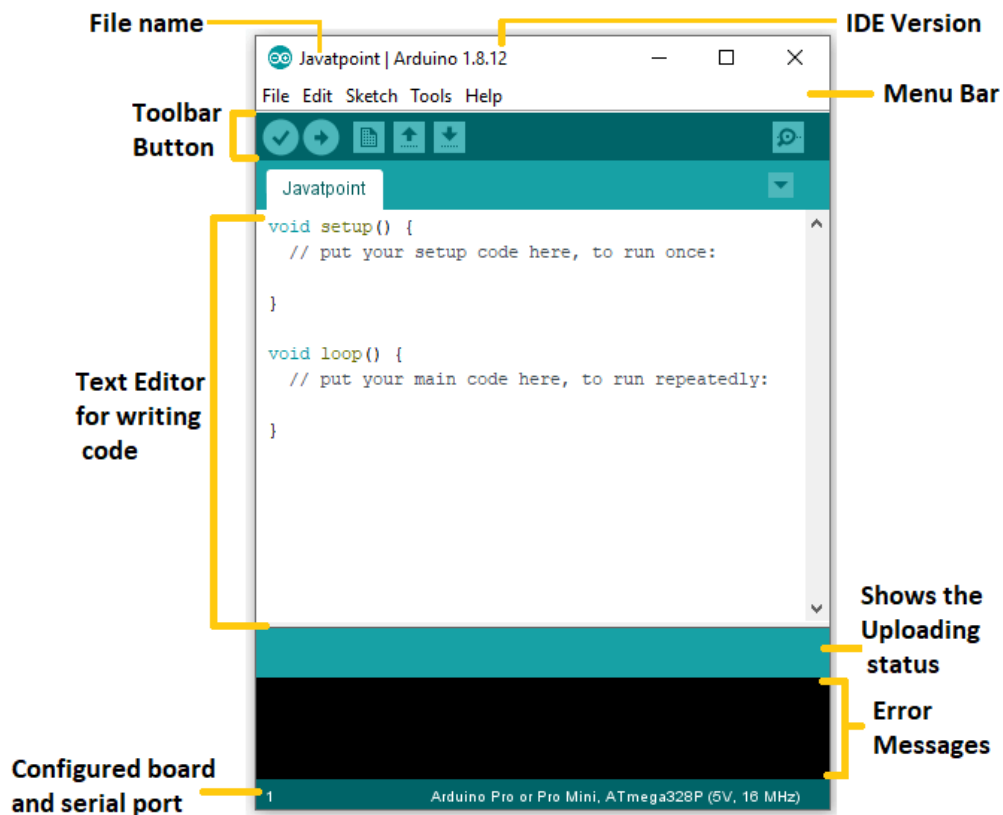 File name
IDE Version
Javatpoint | Arduino 1.8.12
File Edit Sketch Tools Help
Menu Bar
Toolbar
Button
Javatpoint
void setup() {
// put your setup code here, to run once:
}
void loop() {
// put your main code here, to run repeatedly:
}
Text Editor
for writing
code
Shows the
Uploading
status
Error
Messages
Configured board
and serial port
1
Arduino Pro or Pro Mini, ATmega328P (5V, 16 MHz)